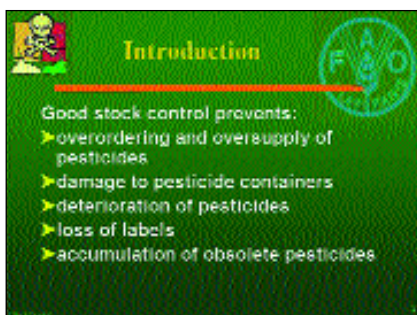 Introduction
F A O
Good stock control prevents:
➤overordering and oversupply of
pesticides
➤damage to pesticide containers
➤deterioration of pesticides
➤loss of labels
➤accumulation of obsolete pesticides